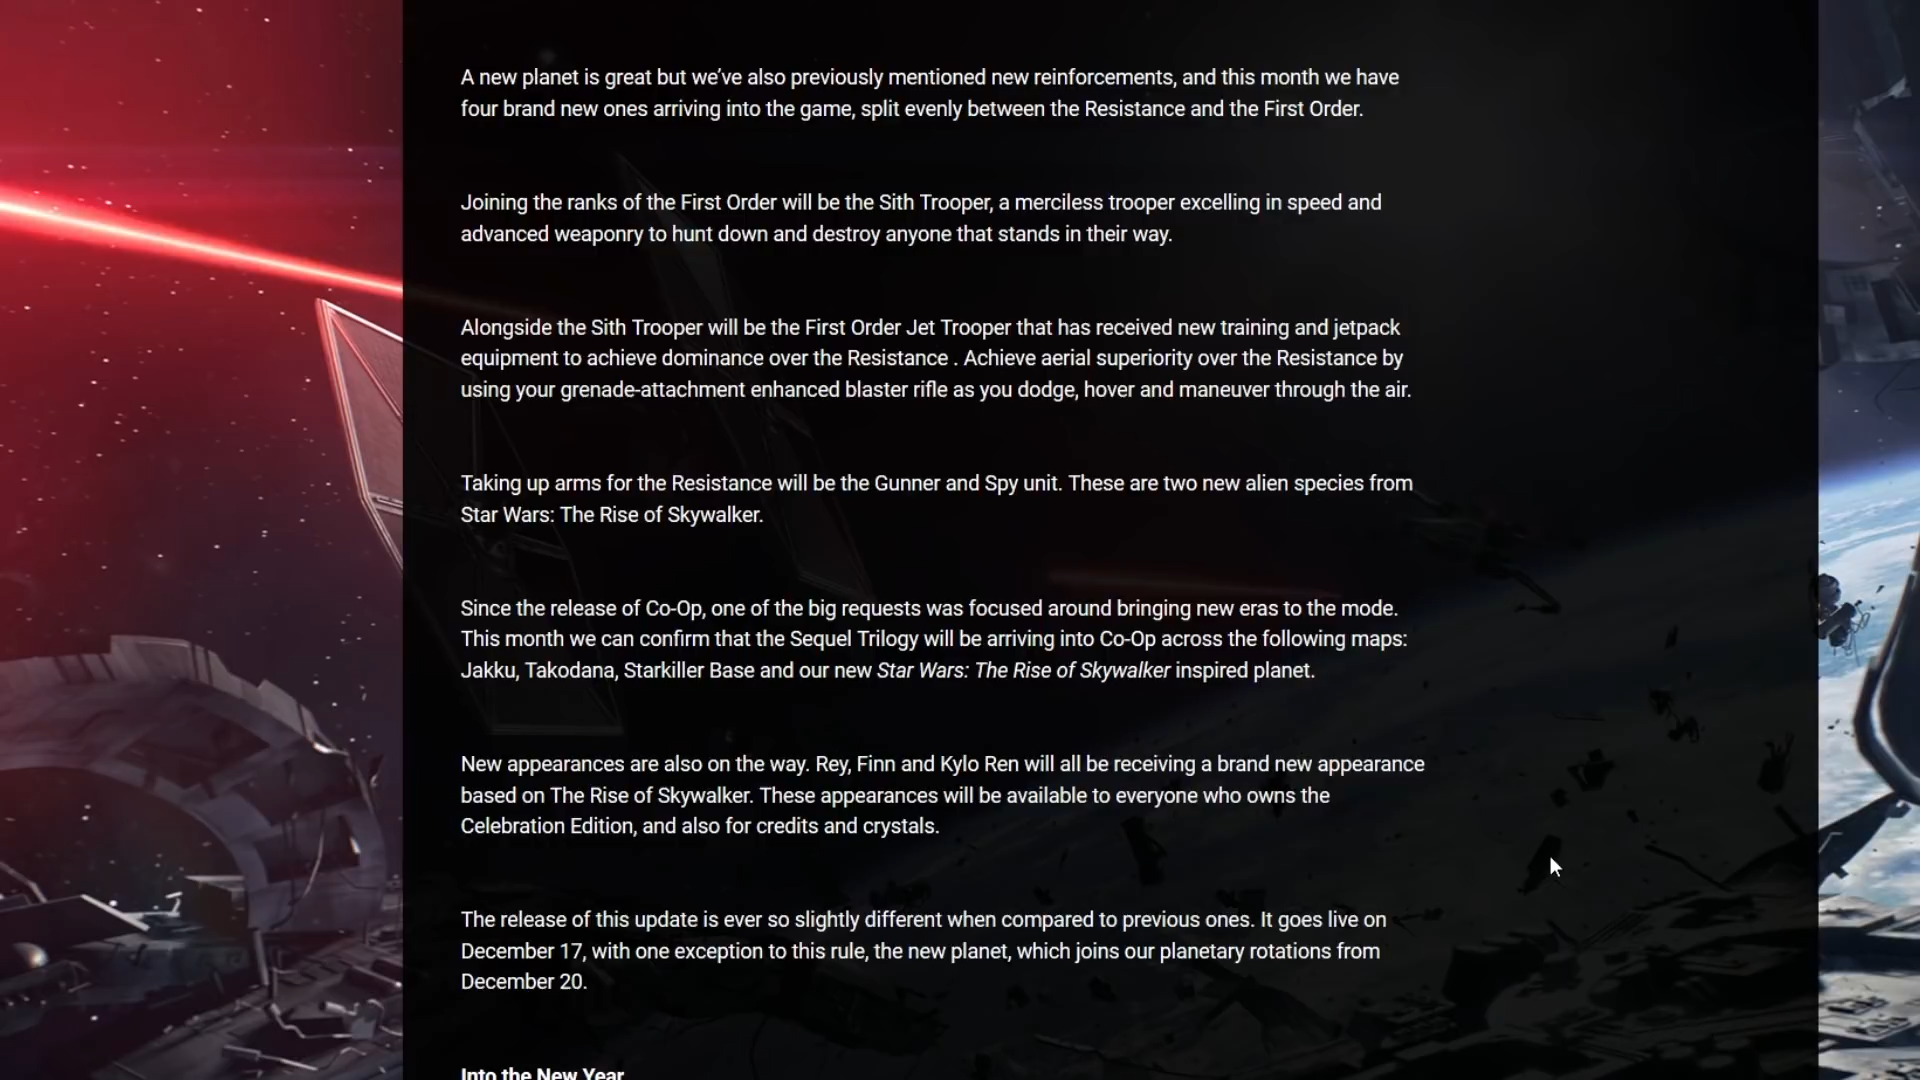 A new planet is great but we’ve also previously mentioned new reinforcements, and this month we have
four brand new ones arriving into the game, split evenly between the Resistance and the First Order.
Joining the ranks of the First Order will be the Sith Trooper, a merciless trooper excelling in speed and
advanced weaponry to hunt down and destroy anyone that stands in their way.
Alongside the Sith Trooper will be the First Order Jet Trooper that has received new training and jetpack
equipment to achieve dominance over the Resistance . Achieve aerial superiority over the Resistance by
using your grenade-attachment enhanced blaster rifle as you dodge, hover and maneuver through the air.
Taking up arms for the Resistance will be the Gunner and Spy unit. These are two new alien species from
Star Wars: The Rise of Skywalker.
Since the release of Co-Op, one of the big requests was focused around bringing new eras to the mode.
This month we can confirm that the Sequel Trilogy will be arriving into Co-Op across the following maps:
Jakku, Takodana, Starkiller Base and our new Star Wars: The Rise of Skywalker inspired planet.
New appearances are also on the way. Rey, Finn and Kylo Ren will all be receiving a brand new appearance
based on The Rise of Skywalker. These appearances will be available to everyone who owns the
Celebration Edition, and also for credits and crystals.
The release of this update is ever so slightly different when compared to previous ones. It goes live on
December 17, with one exception to this rule, the new planet, which joins our planetary rotations from
December 20.
Into the New Year